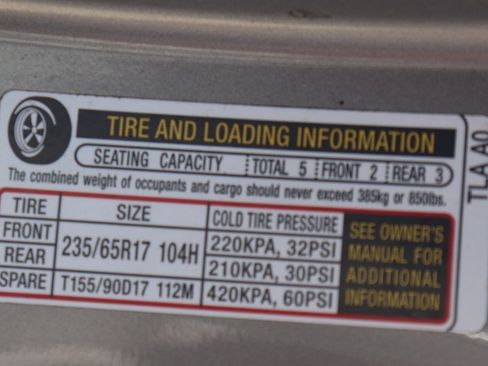 TIRE AND LOADING INFORMATION
SEATING CAPACITY TOTAL 5 FRONT 2 REAR 3
The combined weight of occupants and cargo should never exceed 385kg or 850lbs.
TIRE SIZE COLD TIRE PRESSURE
FRONT 235/65R17 104H 220KPA, 32PSI
REAR 210KPA, 30PSI
SPARE T155/90D17 112M 420KPA, 60PSI
SEE OWNER'S
MANUAL FOR
ADDITIONAL
INFORMATION
TLA A0